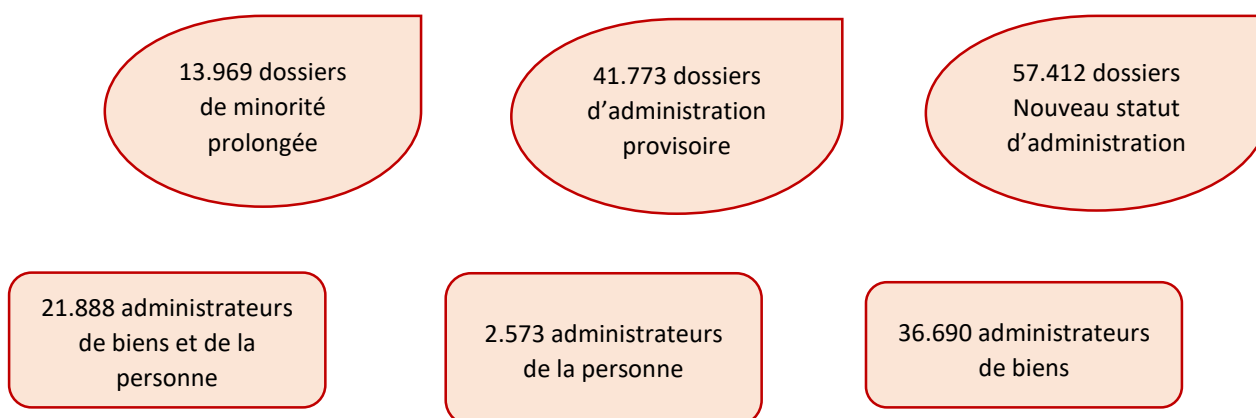 13.969 dossiers
de minorité
prolongée
41.773 dossiers
d’administration
provisoire
57.412 dossiers
Nouveau statut
d’administration
21.888 administrateurs
de biens et de la
personne
2.573 administrateurs
de la personne
36.690 administrateurs
de biens